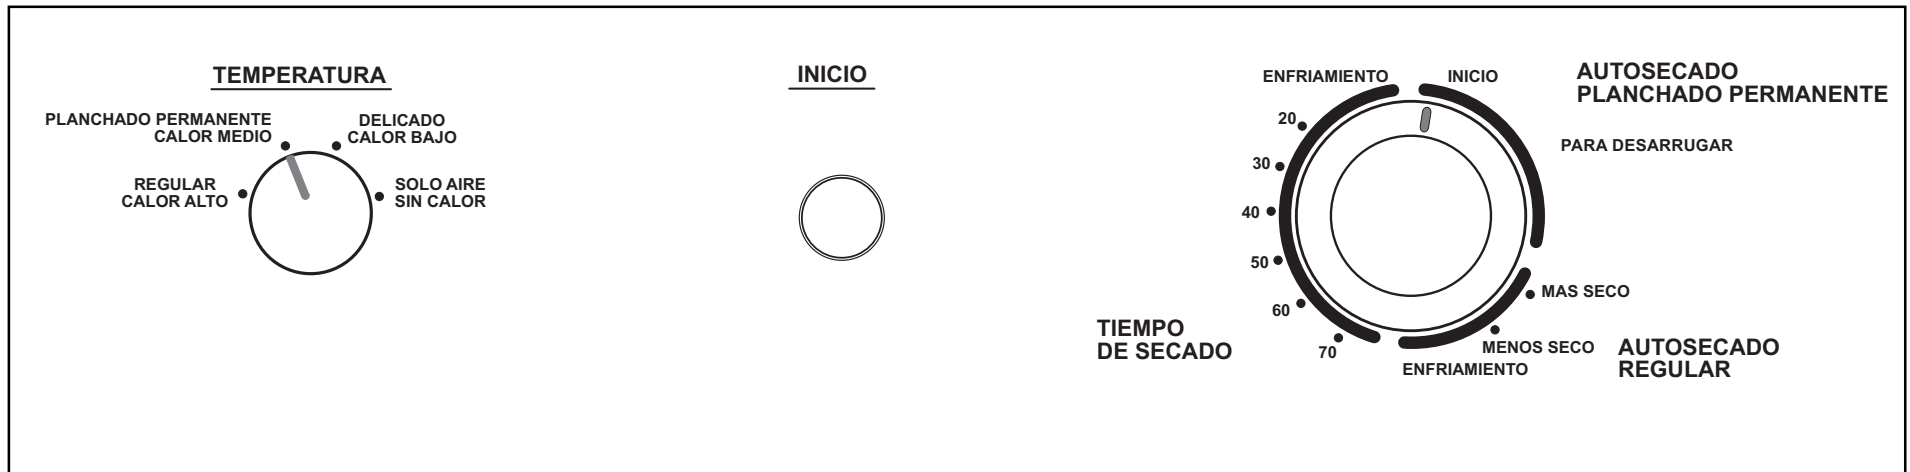 TEMPERATURA
PLANCHADO PERMANENTE
CALOR MEDIO
DELICADO
CALOR BAJO
REGULAR
CALOR ALTO
SOLO AIRE
SIN CALOR
INICIO
ENFRIAMIENTO
INICIO
AUTOSECADO
PLANCHADO PERMANENTE
PARA DESARRUGAR
20
30
40
50
60
70
TIEMPO
DE SECADO
MAS SECO
MENOS SECO
ENFRIAMIENTO
AUTOSECADO
REGULAR